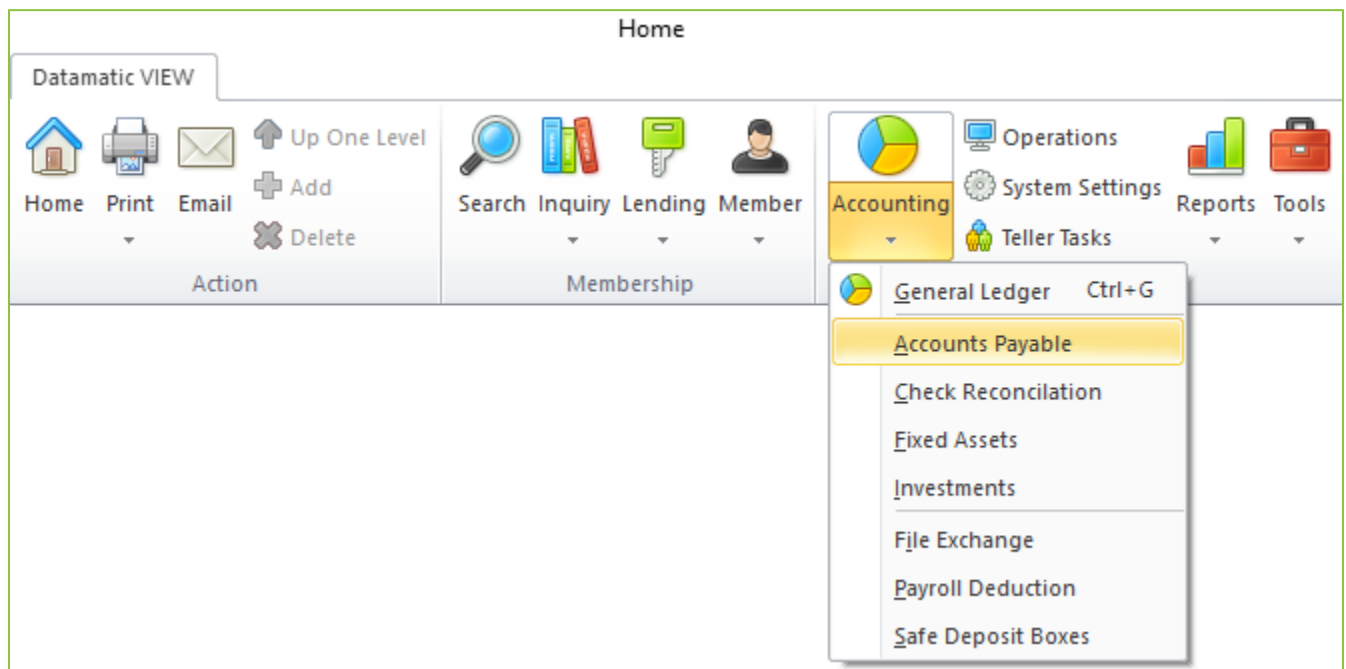 Home
Datamatic VIEW
Home
Print
Email
Up One Level
Add
Delete
Action
Search
Inquiry
Lending
Member
Membership
Accounting
Operations
System Settings
Teller Tasks
Reports
Tools
General Ledger Ctrl+G
Accounts Payable
Check Reconcilation
Fixed Assets
Investments
File Exchange
Payroll Deduction
Safe Deposit Boxes